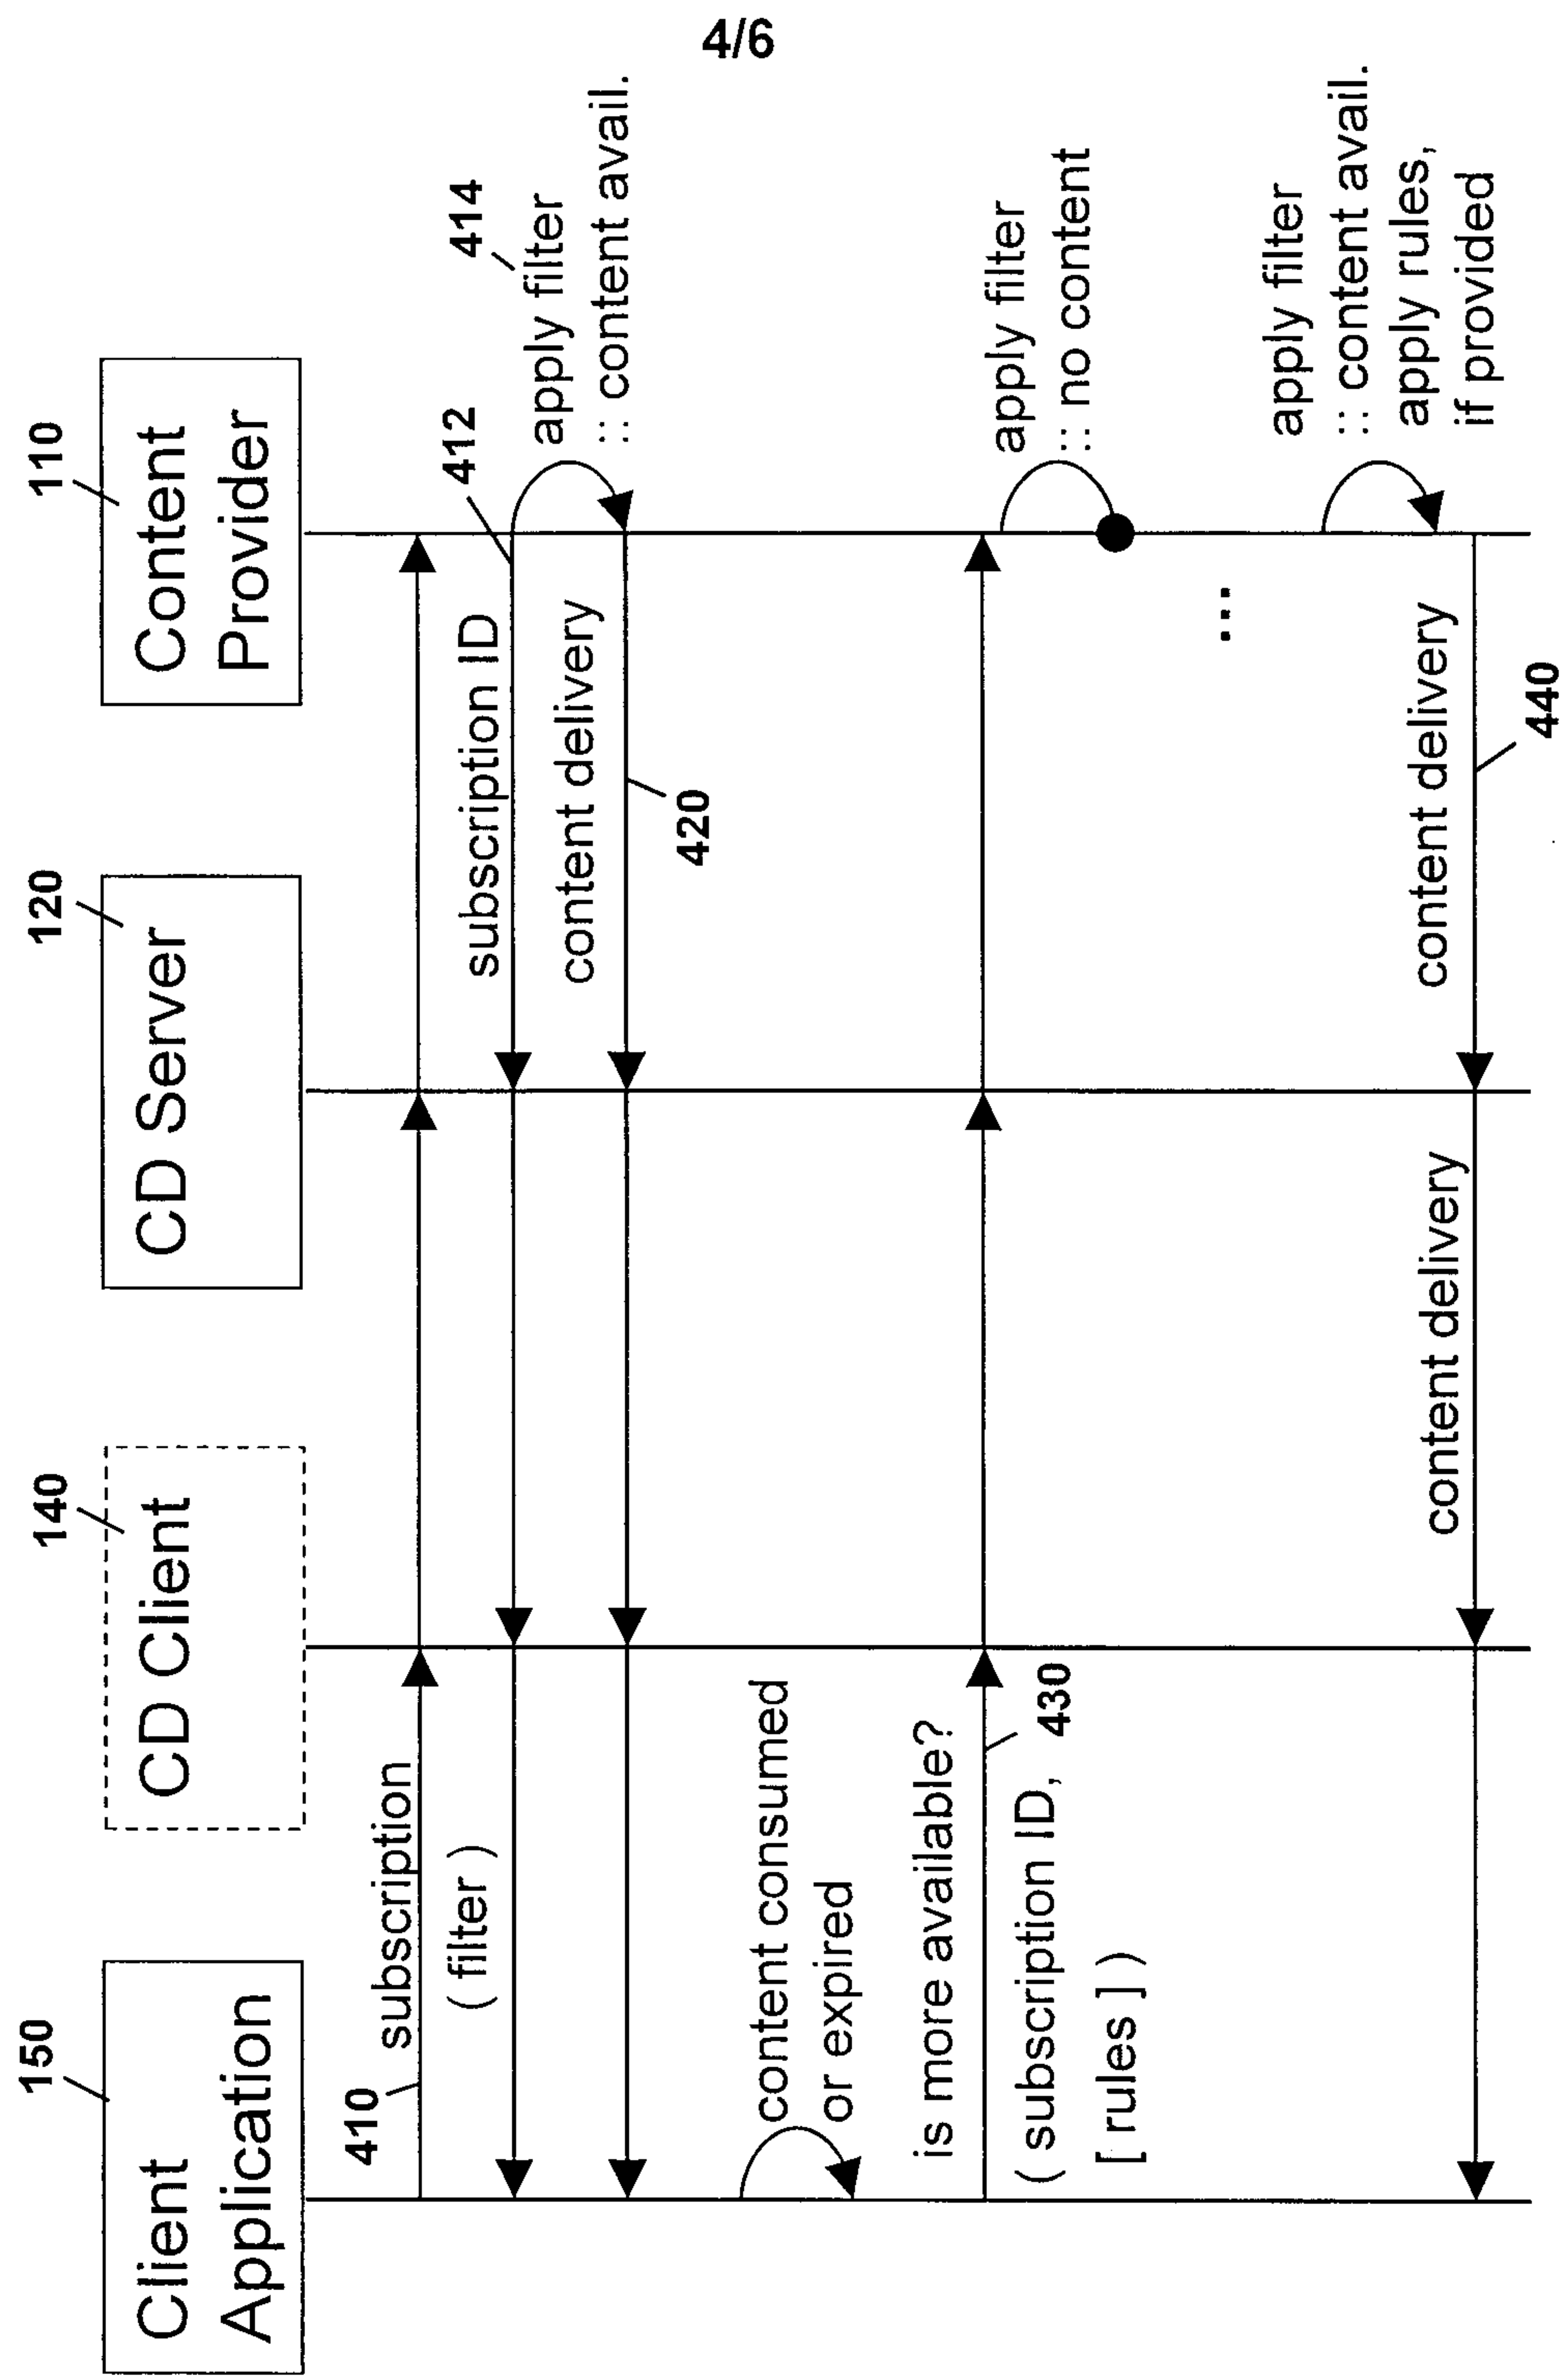 4/6
150
Client
Application
140
CD Client
120
CD Server
110
Content
Provider
410
subscription
( filter )
subscription ID
412
414
apply filter
:: content avail.
content delivery
420
content consumed
or expired
is more available?
430
( subscription ID,
[ rules ] )
apply filter
:: no content
...
apply filter
:: content avail.
apply rules,
if provided
content delivery
content delivery
440